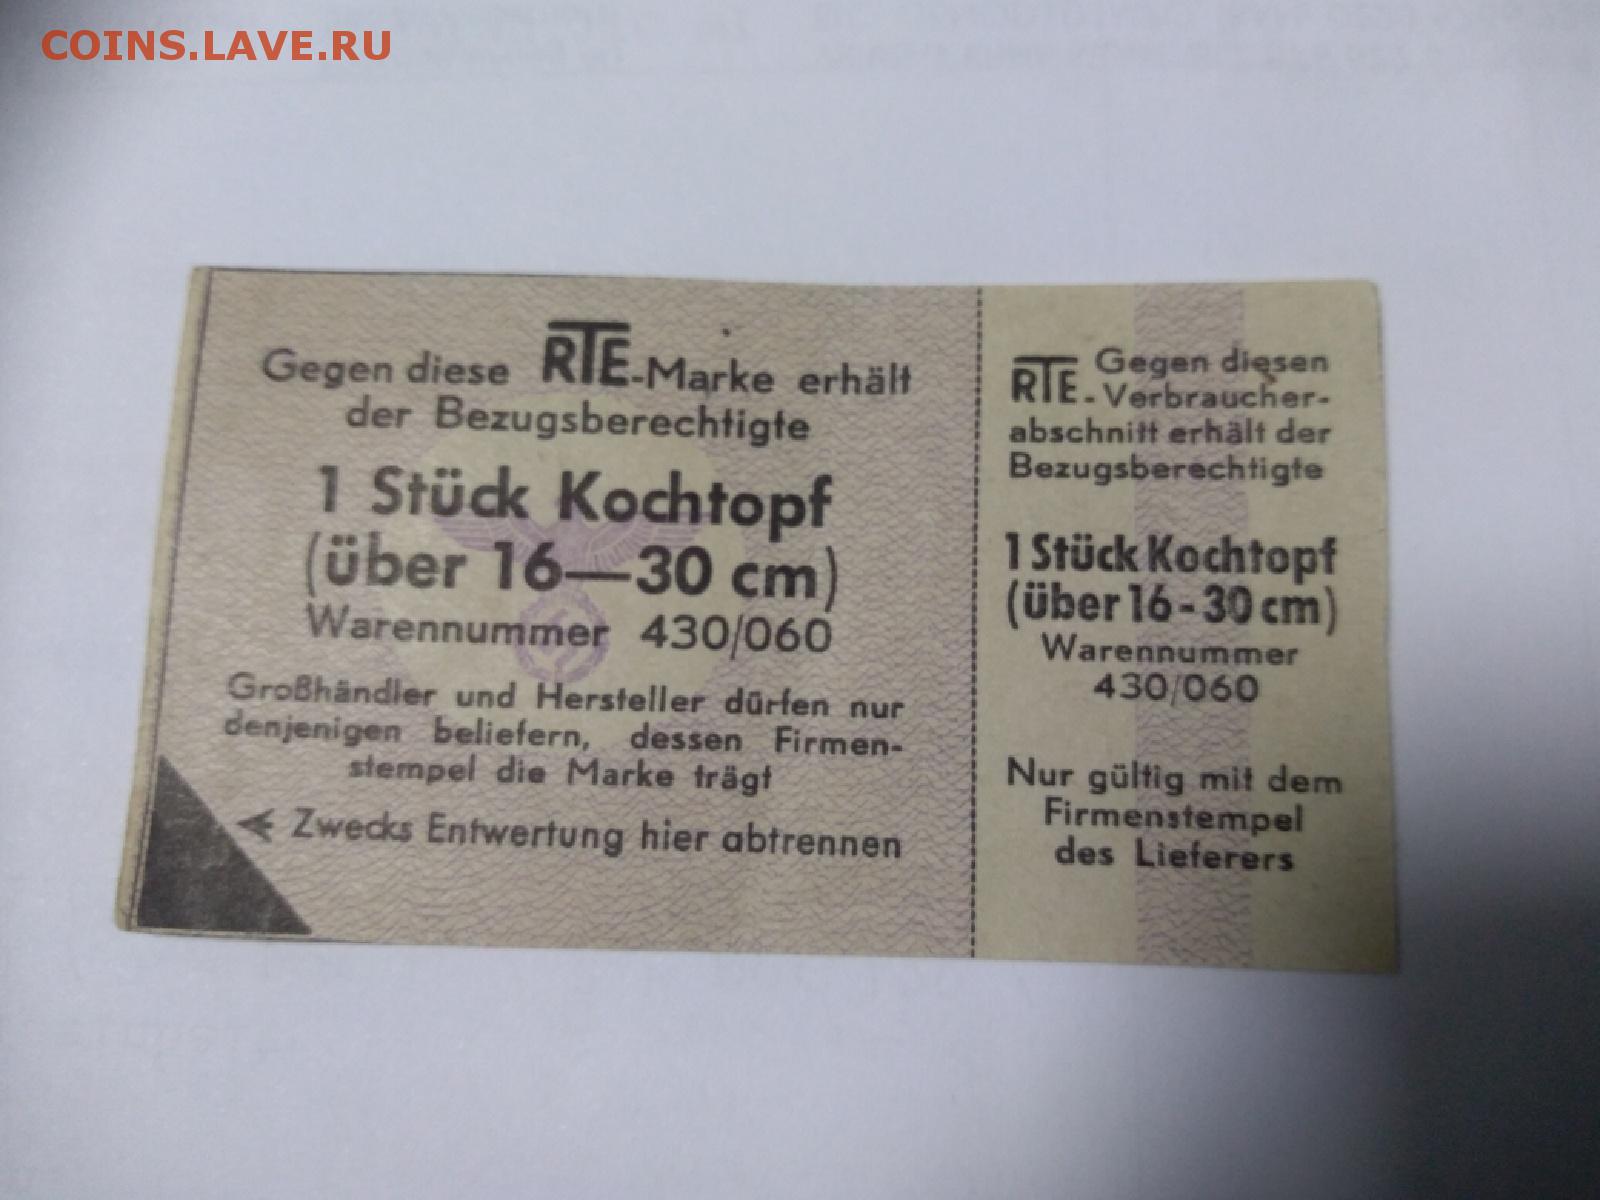 COINS.LAVE.RU
Gegen diese RTE-Marke erhält
der Bezugsberechtigte
1 Stück Kochtopf
(über 16—30 cm)
Warennummer 430/060
Großhändler und Hersteller dürfen nur
denjenigen beliefern, dessen Firmen-
stempel die Marke trägt
Zwecks Entwertung hier abtrennen
Gegen diesen
RTE-Verbraucher-
abschnitt erhält der
Bezugsberechtigte
1 Stück Kochtopf
(über 16-30 cm)
Warennummer
430/060
Nur gültig mit dem
Firmenstempel
des Lieferers